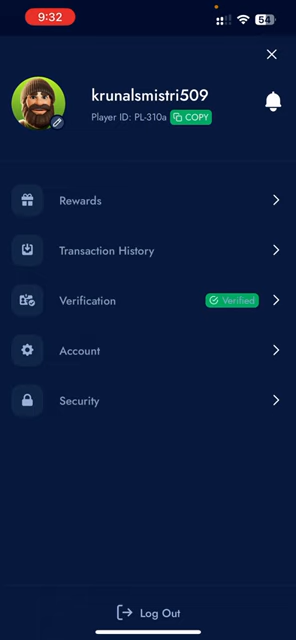 9:32
54
krunalsmistri509
Player ID: PL-310a COPY
Rewards
Transaction History
Verification Verified
Account
Security
Log Out